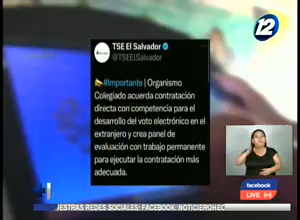 12
TSE El Salvador
@TSEElSalvador
#Importante | Organismo
Colegiado acuerda contratación
directa con competencia para el
desarrollo del voto electrónico en el
extranjero y crea panel de
evaluación con trabajo permanente
para ejecutar la contratación más
adecuada.
facebook
LIVE
ESTRAS REDES SOCIALES: FACEBOOK: NOTICIEROHEC